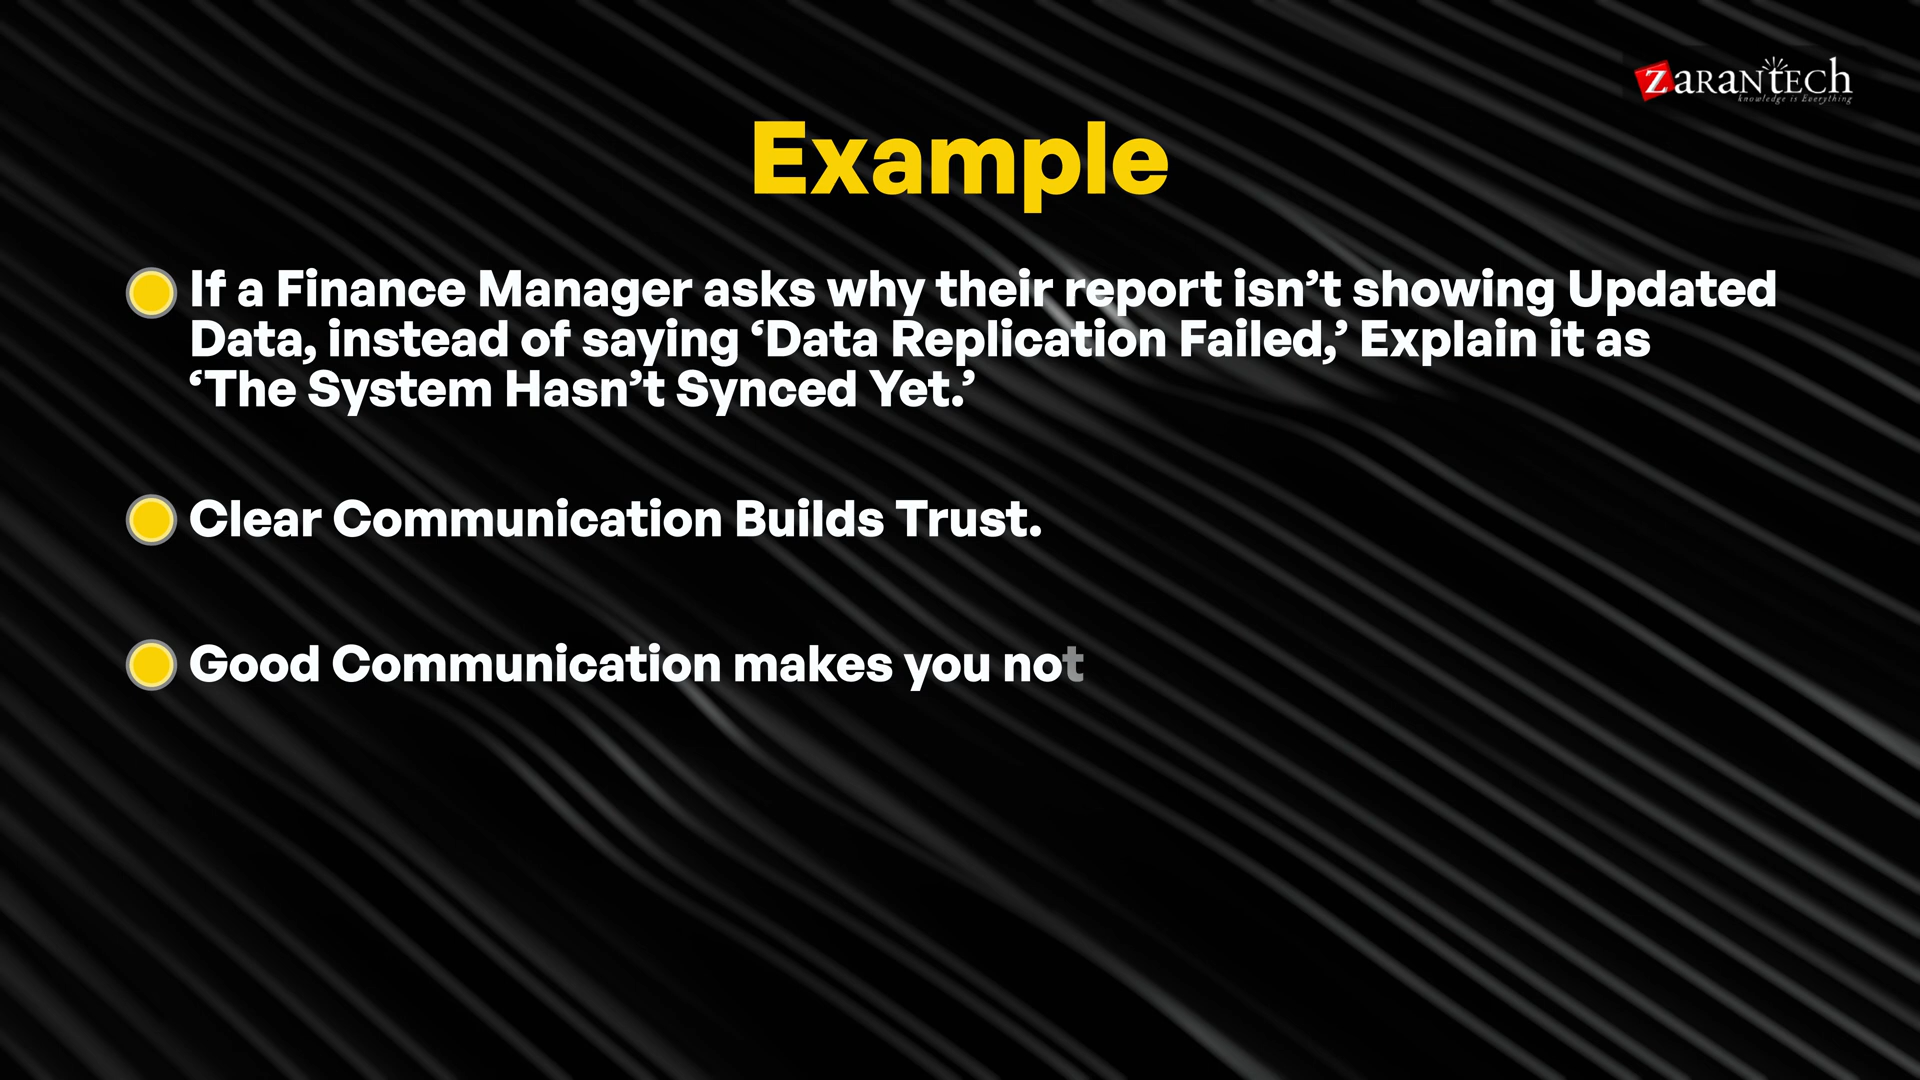 ZARANTECH
knowledge is Everything
Example
If a Finance Manager asks why their report isn’t showing Updated
Data, instead of saying ‘Data Replication Failed,’ Explain it as
‘The System Hasn’t Synced Yet.’
Clear Communication Builds Trust.
Good Communication makes you not